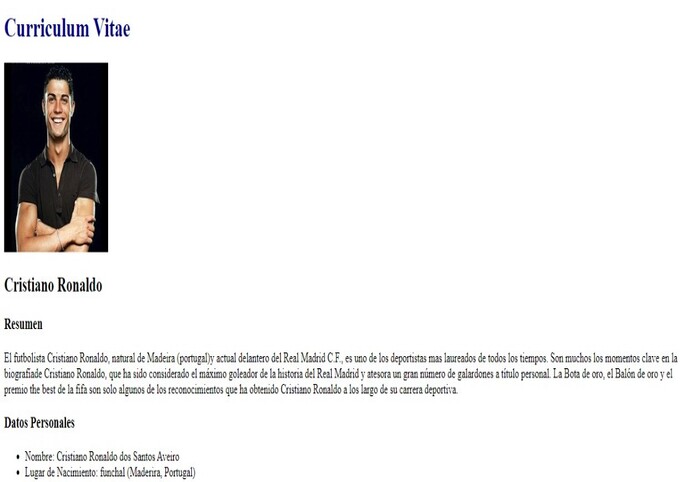 Curriculum Vitae
Cristiano Ronaldo
Resumen
El futbolista Cristiano Ronaldo, natural de Madeira (portugal)y actual delantero del Real Madrid C.F., es uno de los deportistas mas laureados de todos los tiempos. Son muchos los momentos clave en la
biografiade Cristiano Ronaldo, que ha sido considerado el máximo goleador de la historia del Real Madrid y atesora un gran número de galardones a título personal. La Bota de oro, el Balón de oro y el
premio the best de la fifa son solo algunos de los reconocimientos que ha obtenido Cristiano Ronaldo a los largo de su carrera deportiva.
Datos Personales
• Nombre: Cristiano Ronaldo dos Santos Aveiro
• Lugar de Nacimiento: funchal (Maderira, Portugal)